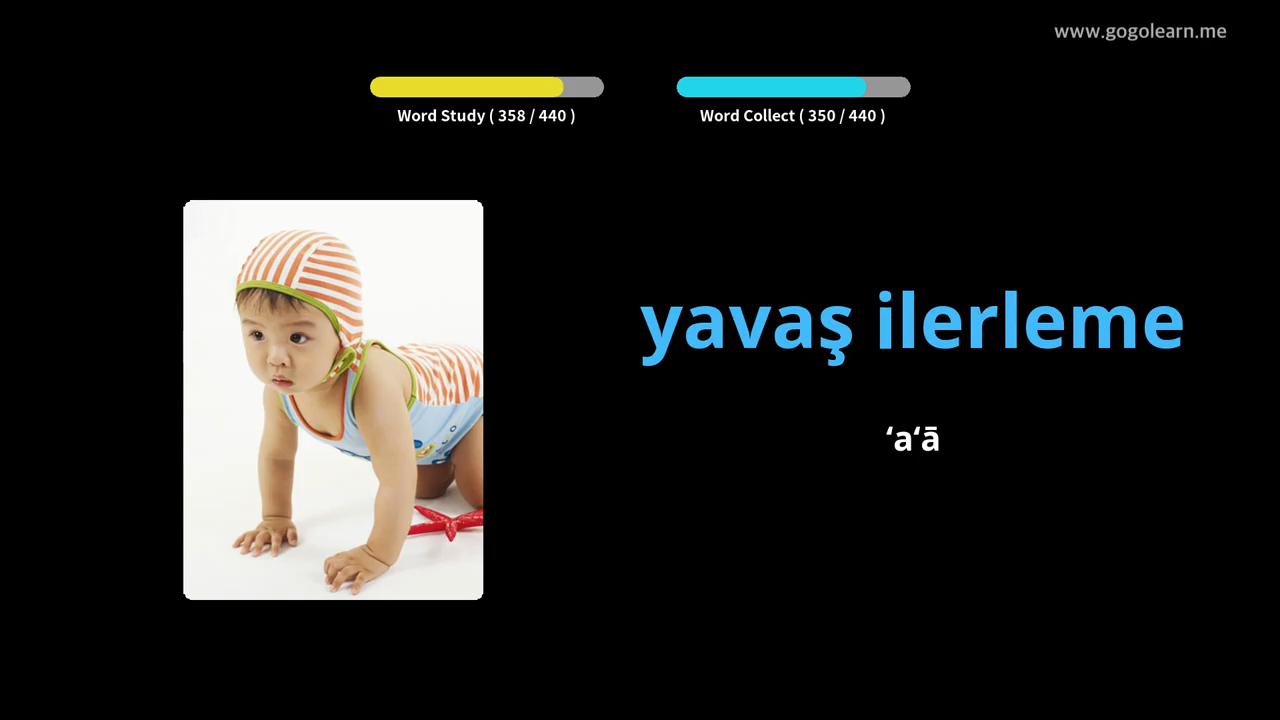 www.gogolearn.me
Word Study ( 358 / 440 )
Word Collect ( 350 / 440 )
yavaş ilerleme
ʻaʻā